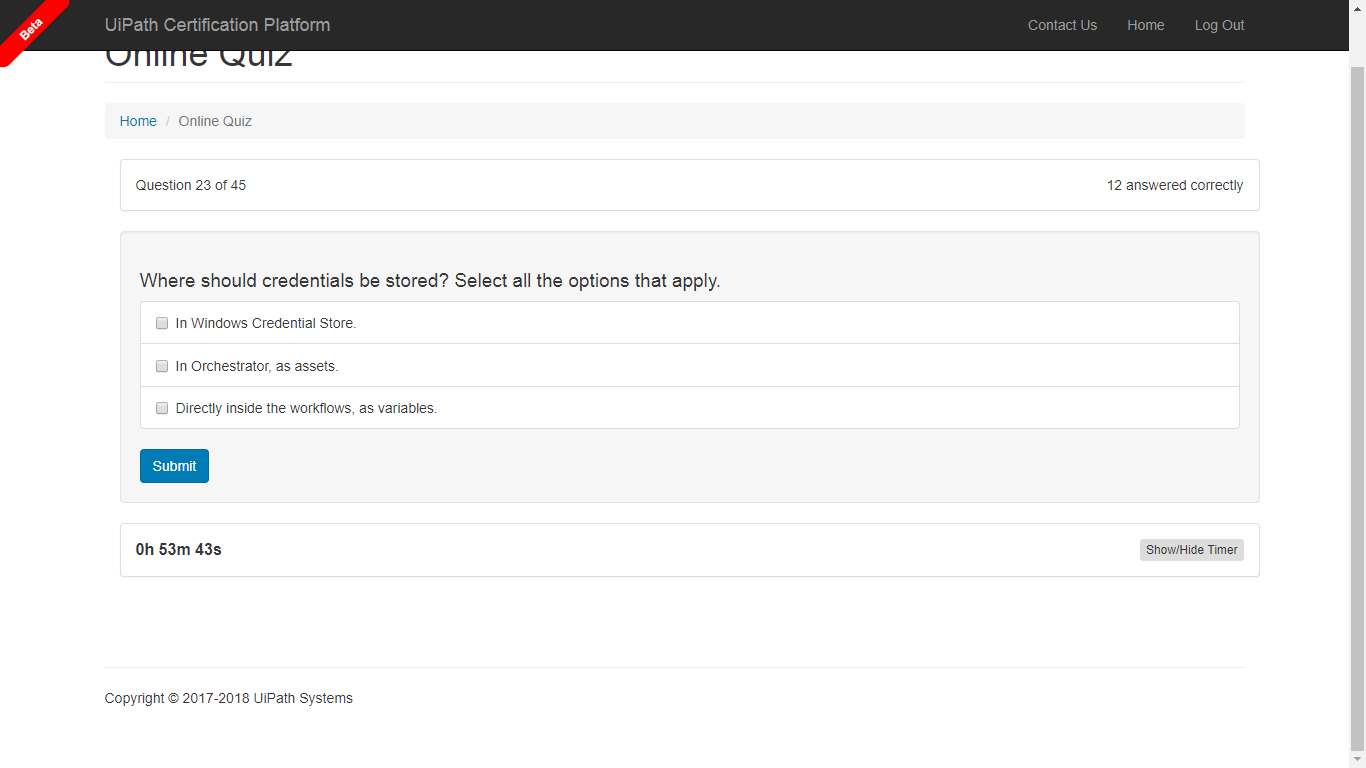 Beta
UiPath Certification Platform
Contact Us
Home
Log Out
Online Quiz
Home / Online Quiz
Question 23 of 45
12 answered correctly
Where should credentials be stored? Select all the options that apply.
In Windows Credential Store.
In Orchestrator, as assets.
Directly inside the workflows, as variables.
Submit
0h 53m 43s
Show/Hide Timer
Copyright © 2017-2018 UiPath Systems